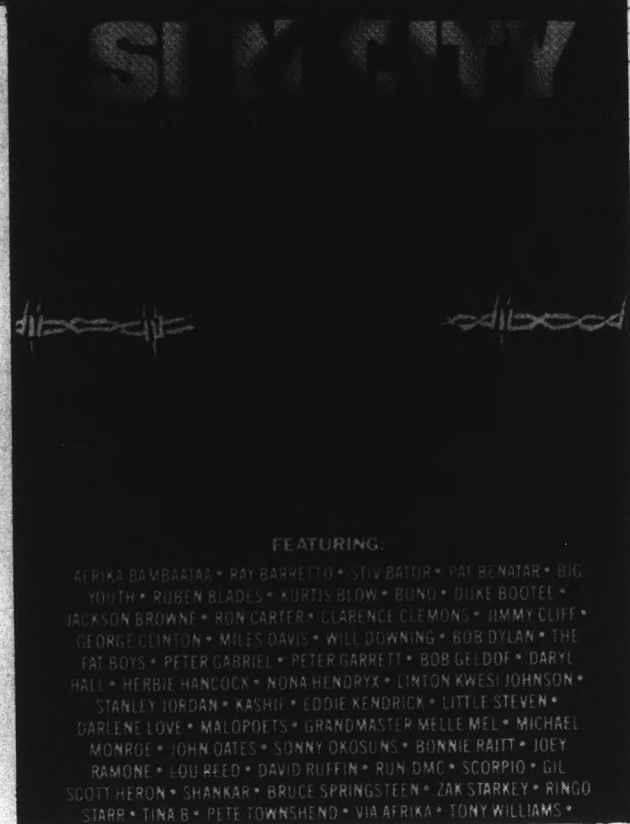 SUN CITY
FEATURING:
AFRIKA BAMBAATAA • RAY BARRETTO • STIV BATOR • PAT BENATAR • BIG
YOUTH • RUBEN BLADES • KURTIS BLOW • BONO • DUKE BOOTEE •
JACKSON BROWNE • RON CARTER • CLARENCE CLEMONS • JIMMY CLIFF •
GEORGE CLINTON • MILES DAVIS • WILL DOWNING • BOB DYLAN • THE
FAT BOYS • PETER GABRIEL • PETER GARRETT • BOB GELDOF • DARYL
HALL • HERBIE HANCOCK • NONA HENDRYX • LINTON KWESI JOHNSON •
STANLEY JORDAN • KASHIF • EDDIE KENDRICK • LITTLE STEVEN •
DARLENE LOVE • MALOPOETS • GRANDMASTER MELLE MEL • MICHAEL
MONROE • JOHN OATES • SONNY OKOSUNS • BONNIE RAITT • JOEY
RAMONE • LOU REED • DAVID RUFFIN • RUN DMC • SCORPIO • GIL
SCOTT HERON • SHANKAR • BRUCE SPRINGSTEEN • ZAK STARKEY • RINGO
STARR • TINA B • PETE TOWNSHEND • VIA AFRIKA • TONY WILLIAMS •